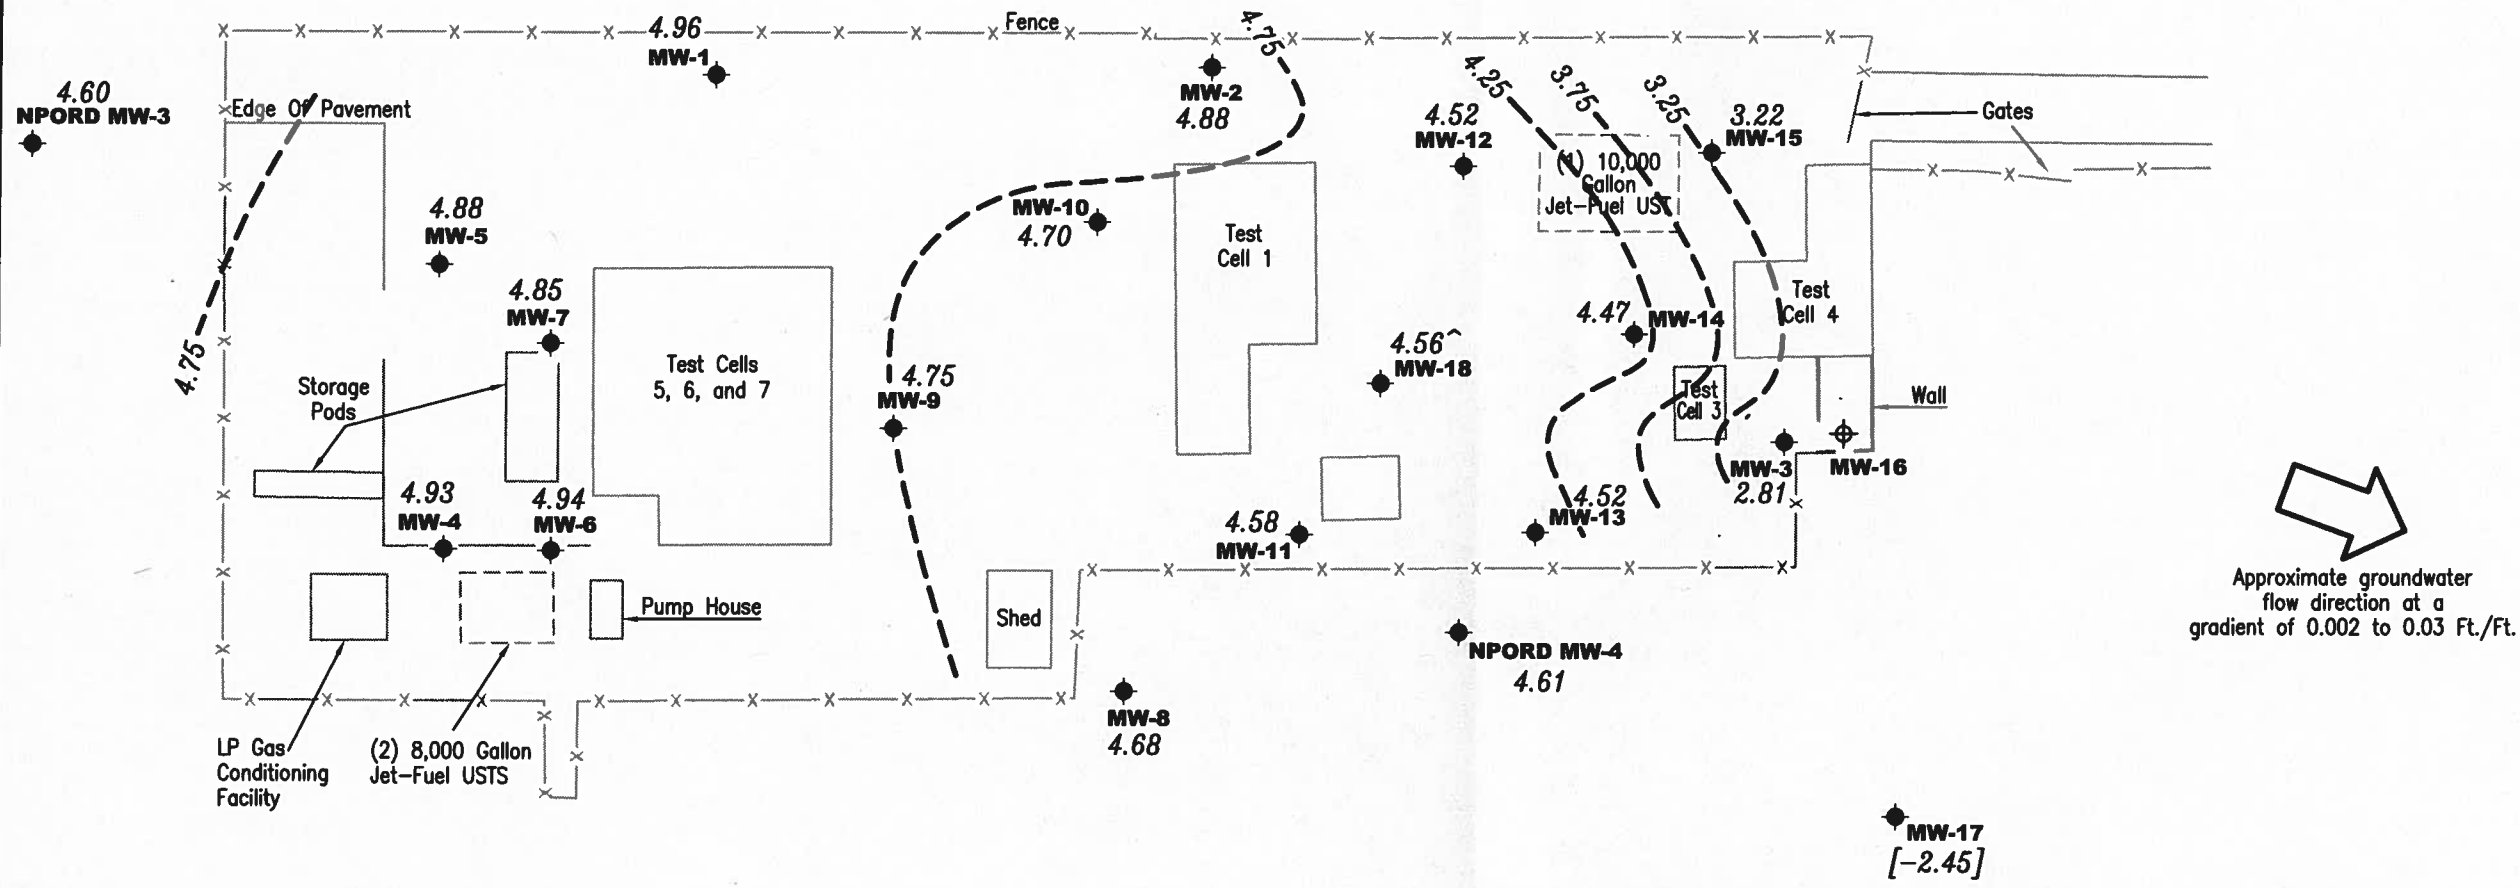 4.96
MW-1
Fence
4.75
4.60
NPORD MW-3
Edge Of Pavement
MW-2
4.88
4.25
3.75
3.25
4.52
MW-12
3.22
MW-15
Gates
(1) 10,000
Gallon
Jet-Fuel UST
4.88
MW-5
MW-10
4.70
Test
Cell 1
4.85
MW-7
4.47
MW-14
Test
Cell 4
4.75
Storage
Pods
Test Cells
5, 6, and 7
4.75
MW-9
4.56^
MW-18
Test
Cell 3
Wall
4.93
MW-4
4.94
MW-6
4.58
MW-11
4.52
MW-13
MW-3
2.81
MW-16
Pump House
Shed
Approximate groundwater
flow direction at a
gradient of 0.002 to 0.03 Ft./Ft.
NPORD MW-4
4.61
MW-8
4.68
LP Gas
Conditioning
Facility
(2) 8,000 Gallon
Jet-Fuel USTS
MW-17
[-2.45]